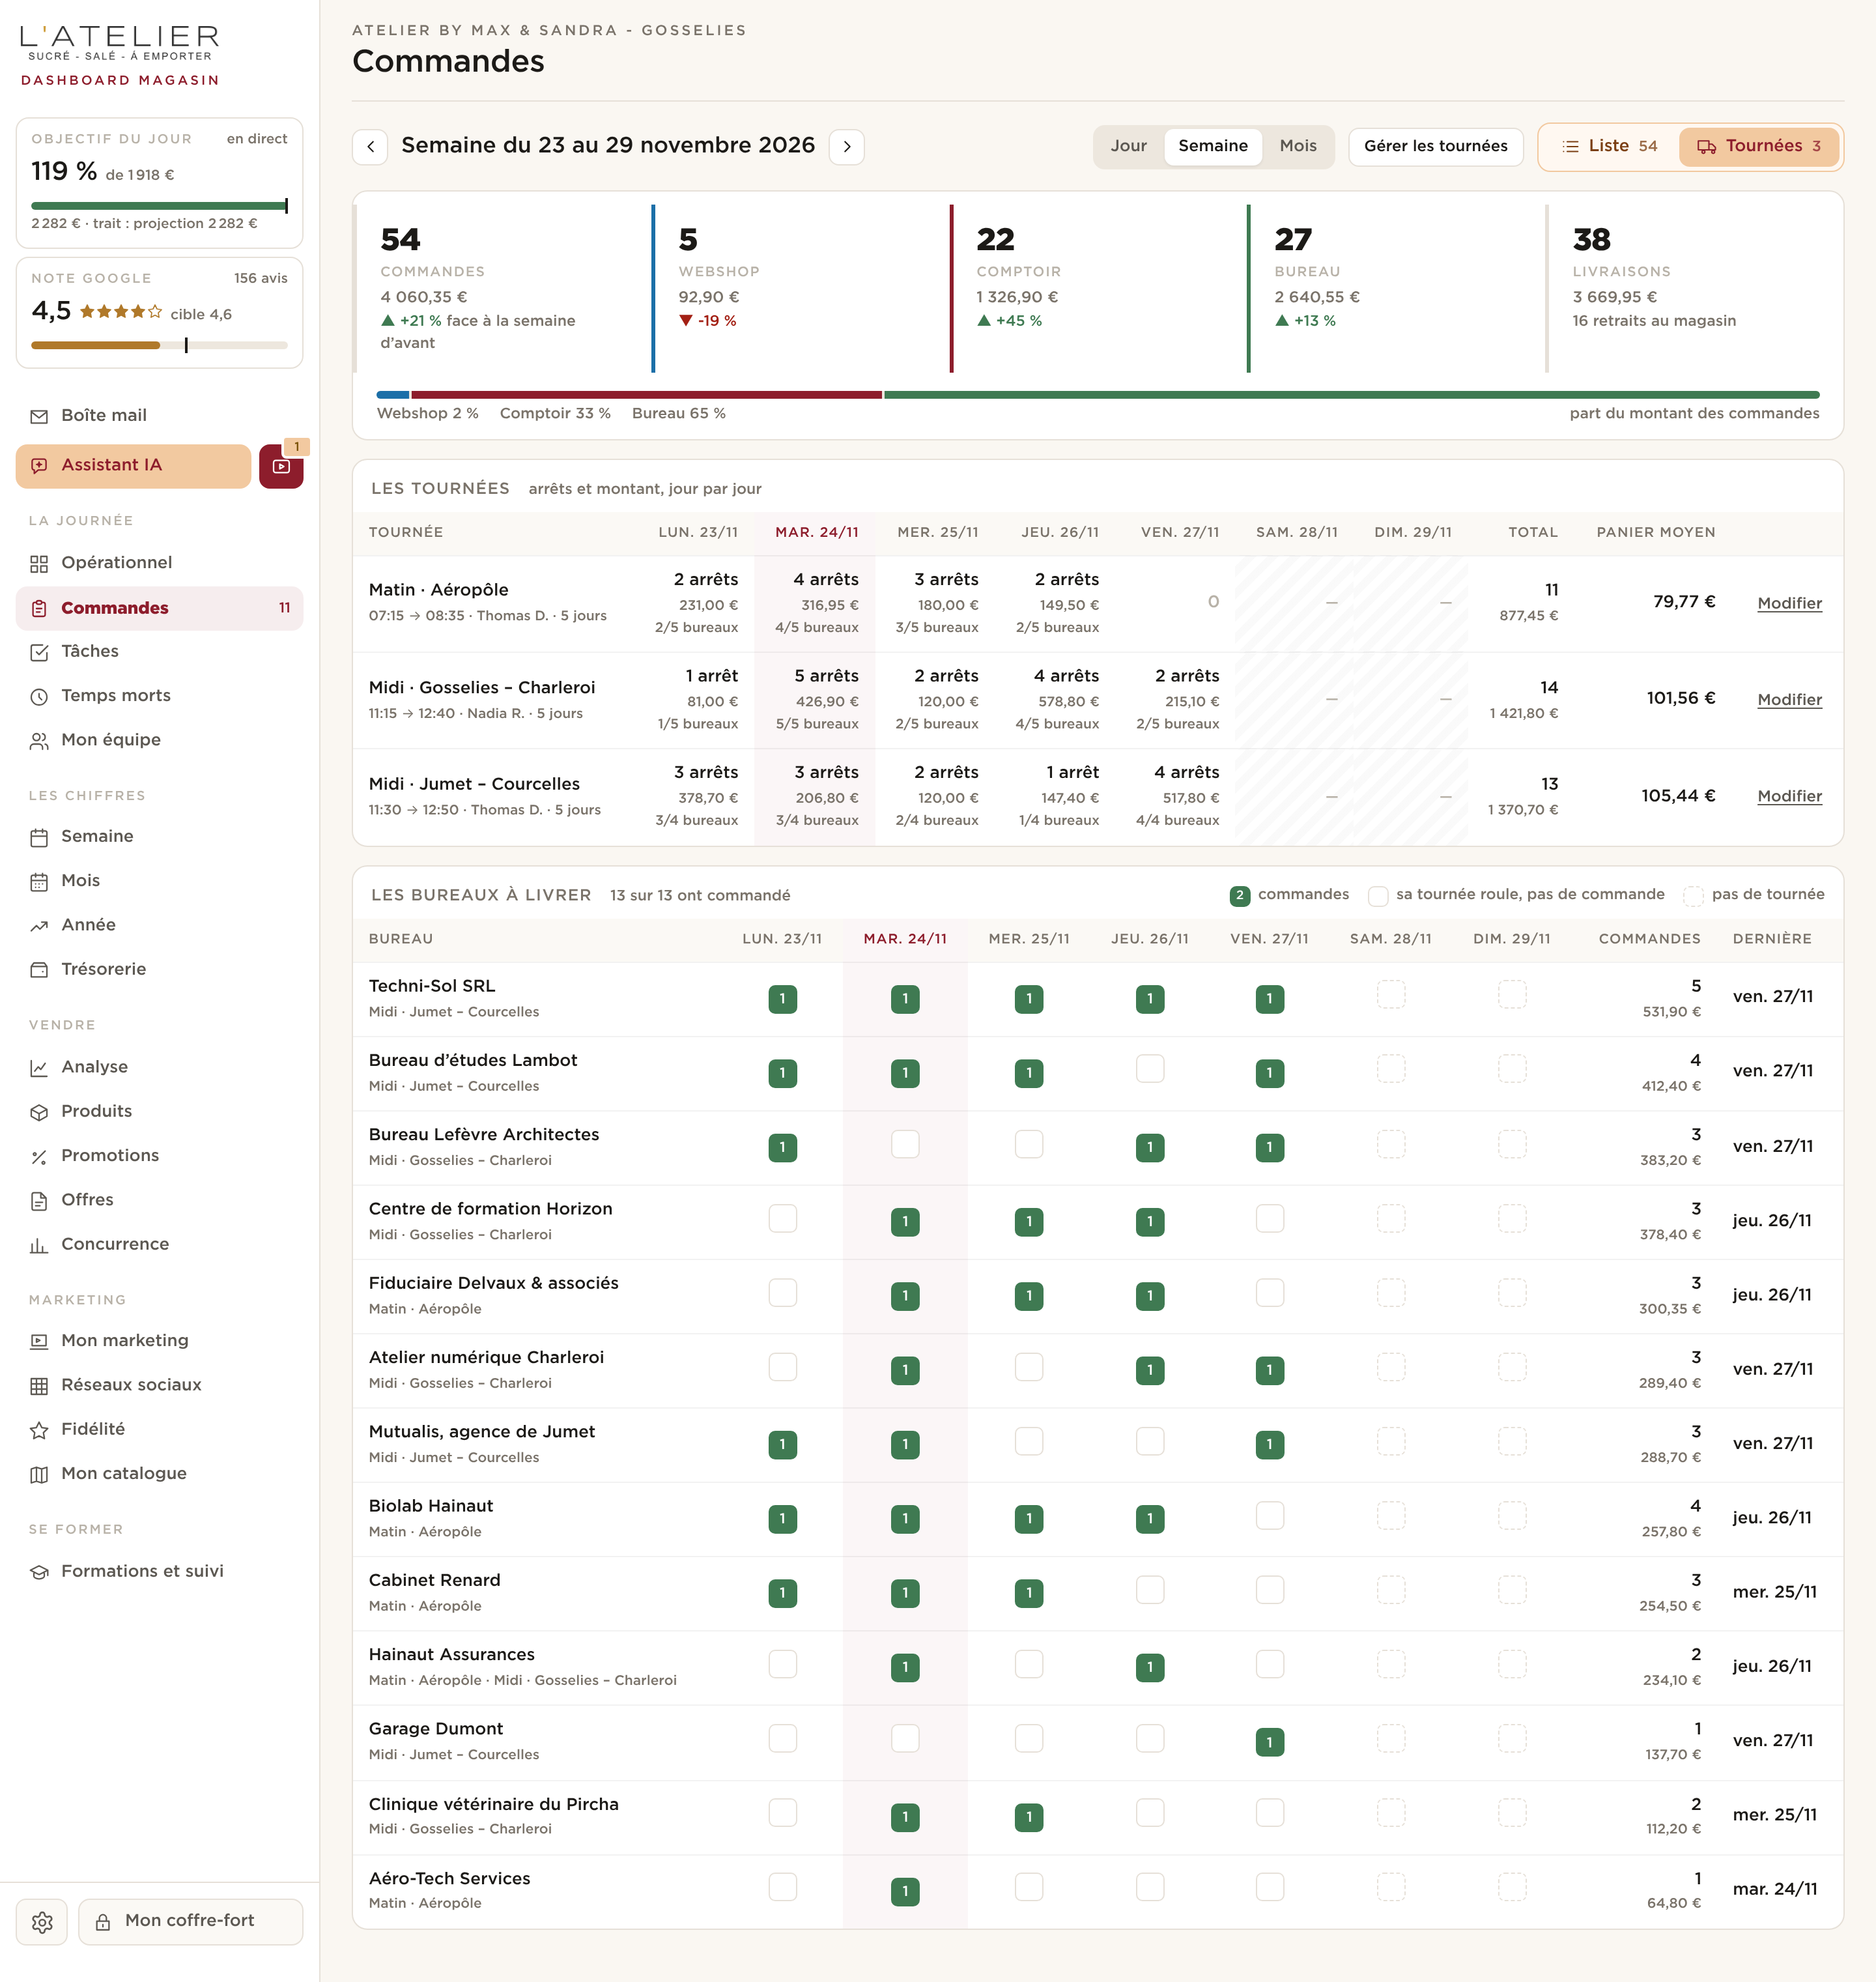 L'ATELIER
SUCRÉ - SALÉ - À EMPORTER
DASHBOARD MAGASIN
OBJECTIF DU JOUR en direct
119 % de 1 918 €
2 282 € · trait : projection 2 282 €
NOTE GOOGLE 156 avis
4,5 cible 4,6
Boîte mail
Assistant IA 1
LA JOURNÉE
Opérationnel
Commandes 11
Tâches
Temps morts
Mon équipe
LES CHIFFRES
Semaine
Mois
Année
Trésorerie
VENDRE
Analyse
Produits
Promotions
Offres
Concurrence
MARKETING
Mon marketing
Réseaux sociaux
Fidélité
Mon catalogue
SE FORMER
Formations et suivi
Mon coffre-fort
ATELIER BY MAX & SANDRA - GOSSELIES
Commandes
Semaine du 23 au 29 novembre 2026 Jour Semaine Mois Gérer les tournées Liste 54 Tournées 3
54 5 22 27 38
COMMANDES WEBSHOP COMPTOIR BUREAU LIVRAISONS
4 060,35 € 92,90 € 1 326,90 € 2 640,55 € 3 669,95 €
▲ +21 % face à la semaine ▼ -19 % ▲ +45 % ▲ +13 % 16 retraits au magasin
d’avant
Webshop 2 % Comptoir 33 % Bureau 65 % part du montant des commandes
LES TOURNÉES arrêts et montant, jour par jour
TOURNÉE LUN. 23/11 MAR. 24/11 MER. 25/11 JEU. 26/11 VEN. 27/11 SAM. 28/11 DIM. 29/11 TOTAL PANIER MOYEN
Matin · Aéropôle 2 arrêts 4 arrêts 3 arrêts 2 arrêts 0 – – 11 79,77 € Modifier
07:15 → 08:35 · Thomas D. · 5 jours 231,00 € 316,95 € 180,00 € 149,50 € 877,45 €
2/5 bureaux 4/5 bureaux 3/5 bureaux 2/5 bureaux
Midi · Gosselies – Charleroi 1 arrêt 5 arrêts 2 arrêts 4 arrêts 2 arrêts – – 14 101,56 € Modifier
11:15 → 12:40 · Nadia R. · 5 jours 81,00 € 426,90 € 120,00 € 578,80 € 215,10 € 1 421,80 €
1/5 bureaux 5/5 bureaux 2/5 bureaux 4/5 bureaux 2/5 bureaux
Midi · Jumet – Courcelles 3 arrêts 3 arrêts 2 arrêts 1 arrêt 4 arrêts – – 13 105,44 € Modifier
11:30 → 12:50 · Thomas D. · 5 jours 378,70 € 206,80 € 120,00 € 147,40 € 517,80 € 1 370,70 €
3/4 bureaux 3/4 bureaux 2/4 bureaux 1/4 bureaux 4/4 bureaux
LES BUREAUX À LIVRER 13 sur 13 ont commandé 2 commandes sa tournée roule, pas de commande pas de tournée
BUREAU LUN. 23/11 MAR. 24/11 MER. 25/11 JEU. 26/11 VEN. 27/11 SAM. 28/11 DIM. 29/11 COMMANDES DERNIÈRE
Techni-Sol SRL 1 1 1 1 1 5 ven. 27/11
Midi · Jumet – Courcelles 531,90 €
Bureau d’études Lambot 1 1 1 1 4 ven. 27/11
Midi · Jumet – Courcelles 412,40 €
Bureau Lefèvre Architectes 1 1 1 3 ven. 27/11
Midi · Gosselies – Charleroi 383,20 €
Centre de formation Horizon 1 1 1 3 jeu. 26/11
Midi · Gosselies – Charleroi 378,40 €
Fiduciaire Delvaux & associés 1 1 1 3 jeu. 26/11
Matin · Aéropôle 300,35 €
Atelier numérique Charleroi 1 1 1 3 ven. 27/11
Midi · Gosselies – Charleroi 289,40 €
Mutualis, agence de Jumet 1 1 1 3 ven. 27/11
Midi · Jumet – Courcelles 288,70 €
Biolab Hainaut 1 1 1 1 4 jeu. 26/11
Matin · Aéropôle 257,80 €
Cabinet Renard 1 1 1 3 mer. 25/11
Matin · Aéropôle 254,50 €
Hainaut Assurances 1 1 2 jeu. 26/11
Matin · Aéropôle · Midi · Gosselies – Charleroi 234,10 €
Garage Dumont 1 1 ven. 27/11
Midi · Jumet – Courcelles 137,70 €
Clinique vétérinaire du Pircha 1 1 2 mer. 25/11
Midi · Gosselies – Charleroi 112,20 €
Aéro-Tech Services 1 1 mar. 24/11
Matin · Aéropôle 64,80 €